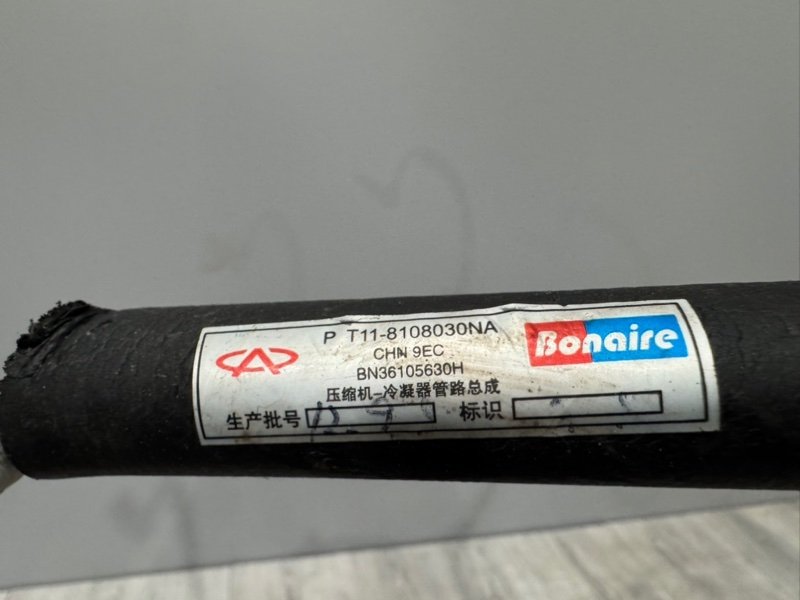 P T11-8108030NA
CHN 9EC
BN36105630H
压缩机-冷凝器管路总成
生产批号
标识
Bonaire